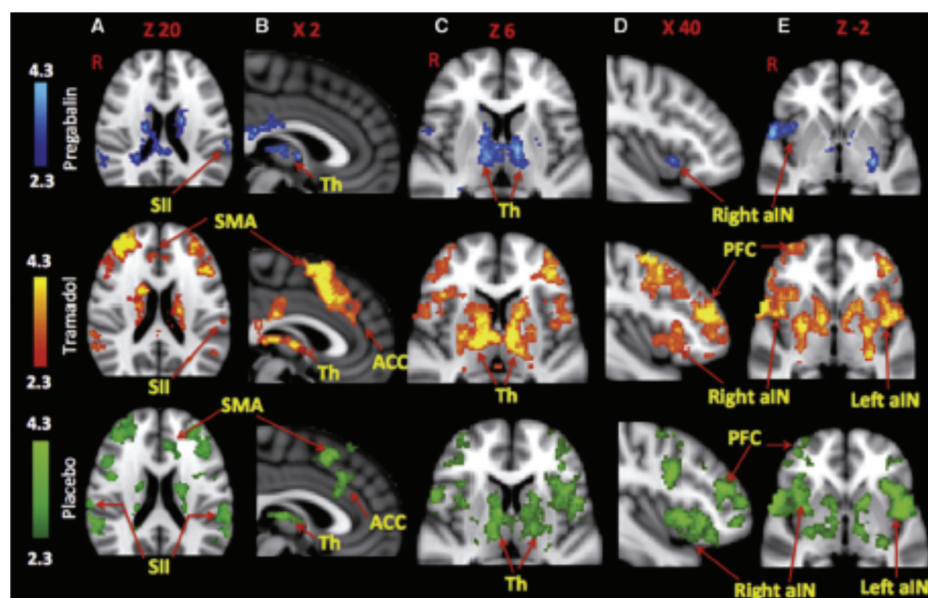 A Z 20 B X 2 C Z 6 D X 40 E Z -2
R R R
4.3
Pregabalin
2.3
SII
Th
Th
Right aIN
SMA
PFC
4.3
Tramadol
2.3
SII
Th
ACC
Th
Right aIN
Left aIN
SMA
PFC
4.3
Placebo
2.3
SII
Th
ACC
Th
Right aIN
Left aIN